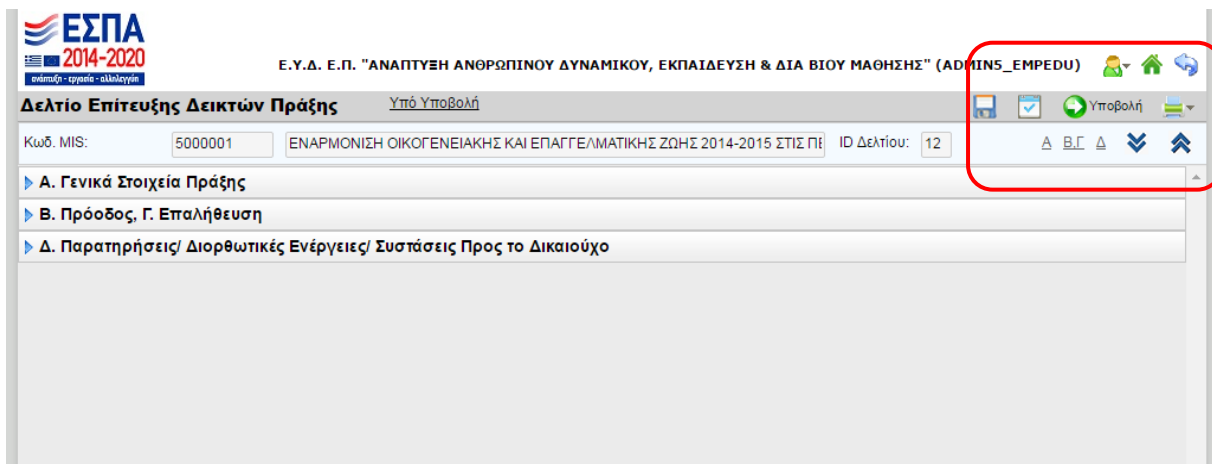 ΕΣΠΑ
2014-2020
ανάπτυξη - εργασία - αλληλεγγύη
Ε.Υ.Δ. Ε.Π. "ΑΝΑΠΤΥΞΗ ΑΝΘΡΩΠΙΝΟΥ ΔΥΝΑΜΙΚΟΥ, ΕΚΠΑΙΔΕΥΣΗ & ΔΙΑ ΒΙΟΥ ΜΑΘΗΣΗΣ" (ADMIN5_EMPEDU)
Δελτίο Επίτευξης Δεικτών Πράξης Υπό Υποβολή Υποβολή
Κωδ. MIS: 5000001 ΕΝΑΡΜΟΝΙΣΗ ΟΙΚΟΓΕΝΕΙΑΚΗΣ ΚΑΙ ΕΠΑΓΓΕΛΜΑΤΙΚΗΣ ΖΩΗΣ 2014-2015 ΣΤΙΣ ΠΕ ID Δελτίου: 12 Α Β,Γ Δ
Α. Γενικά Στοιχεία Πράξης
Β. Πρόοδος, Γ. Επαλήθευση
Δ. Παρατηρήσεις/ Διορθωτικές Ενέργειες/ Συστάσεις Προς το Δικαιούχο